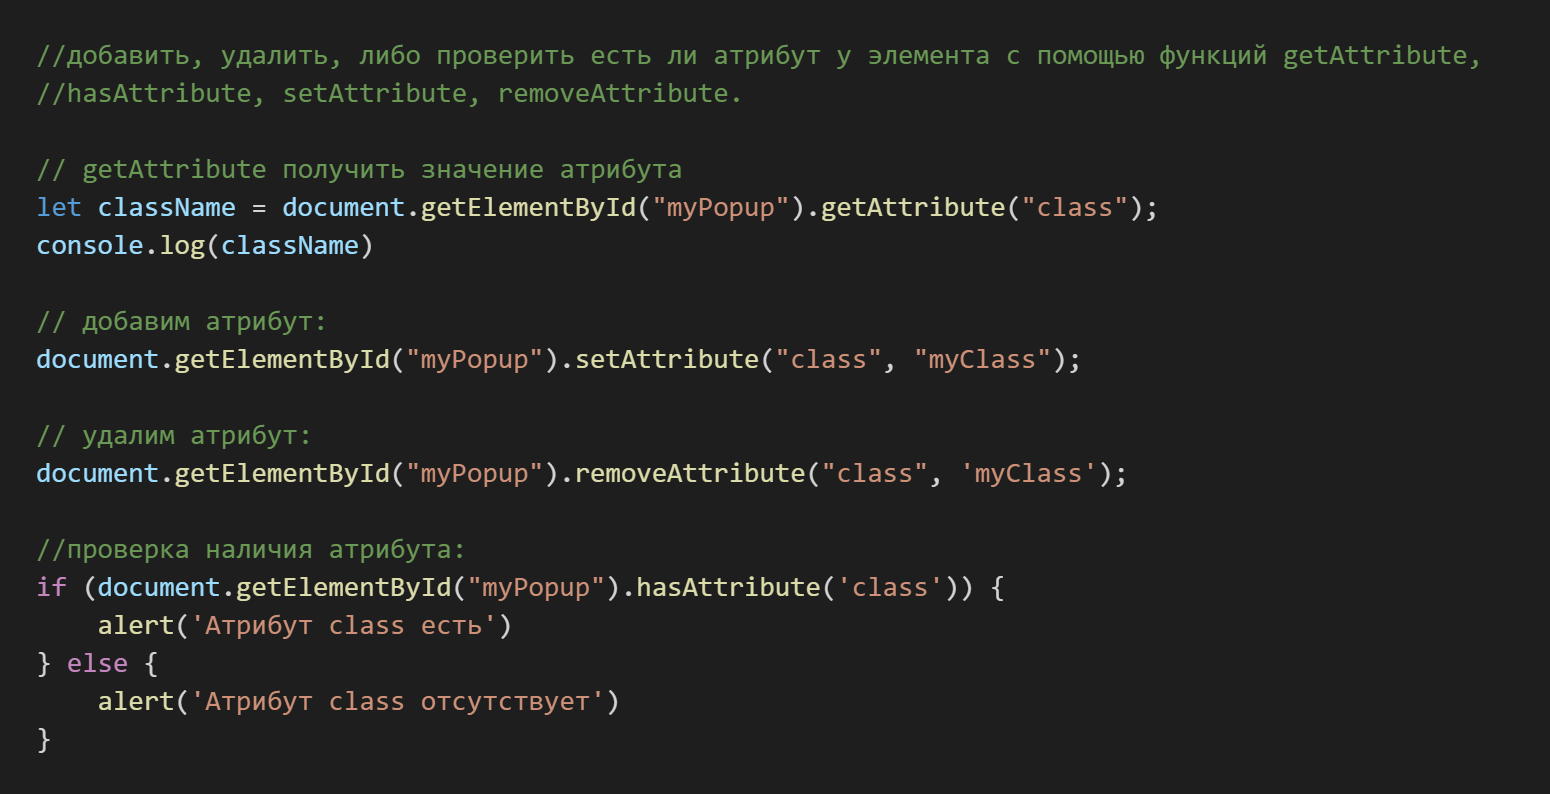 //добавить, удалить, либо проверить есть ли атрибут у элемента с помощью функций getAttribute,
//hasAttribute, setAttribute, removeAttribute.
// getAttribute получить значение атрибута
let className = document.getElementById("myPopup").getAttribute("class");
console.log(className)
// добавим атрибут:
document.getElementById("myPopup").setAttribute("class", "myClass");
// удалим атрибут:
document.getElementById("myPopup").removeAttribute("class", 'myClass');
//проверка наличия атрибута:
if (document.getElementById("myPopup").hasAttribute('class')) {
    alert('Атрибут class есть')
} else {
    alert('Атрибут class отсутствует')
}